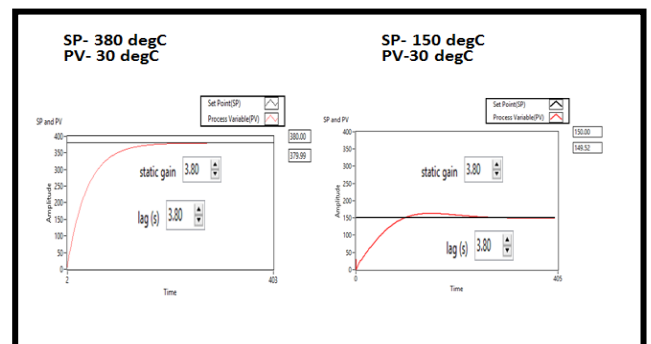 SP- 380 degC
PV- 30 degC
Set Point(SP)
Process Variable(PV)
SP and PV
380.00
379.99
Amplitude
400
350
300
250
200
150
100
50
0
static gain 3.80
lag (s) 3.80
2
403
Time
SP- 150 degC
PV-30 degC
Set Point(SP)
Process Variable(PV)
SP and PV
150.00
149.52
Amplitude
400
350
300
250
200
150
100
50
0
static gain 3.80
lag (s) 3.80
0
405
Time